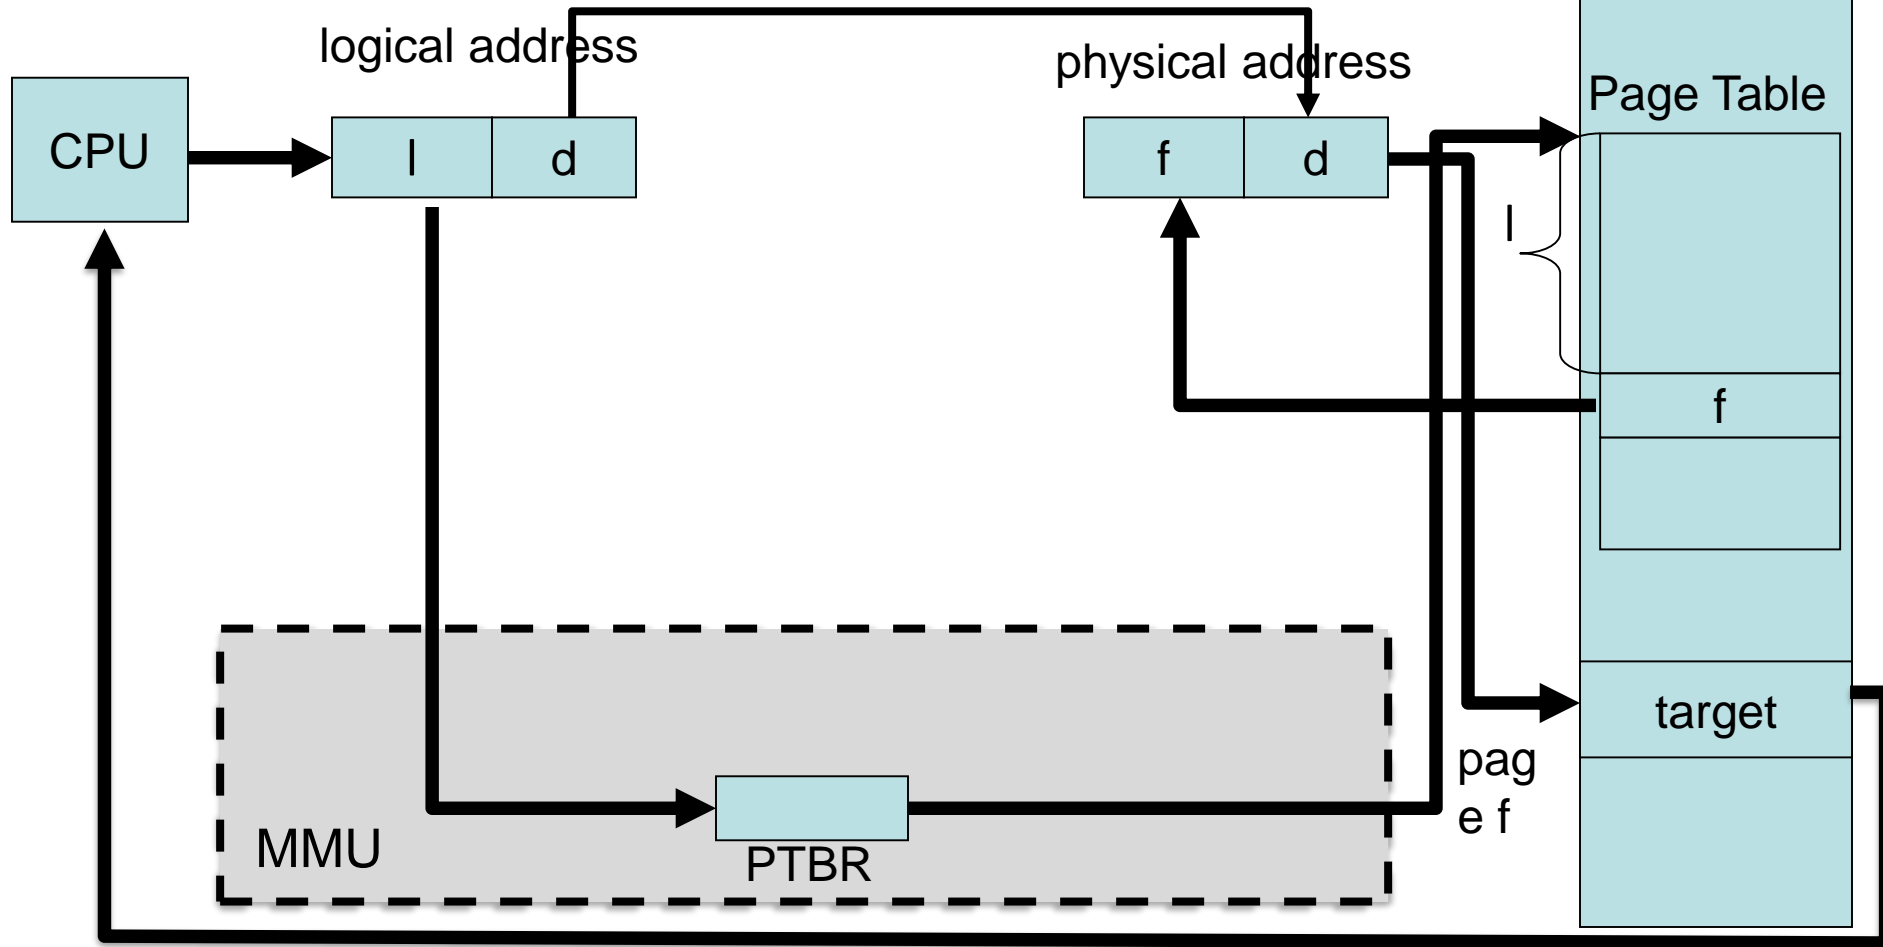 logical address
physical address
Page Table
CPU
l
d
f
d
l
f
target
pag
e f
MMU
PTBR